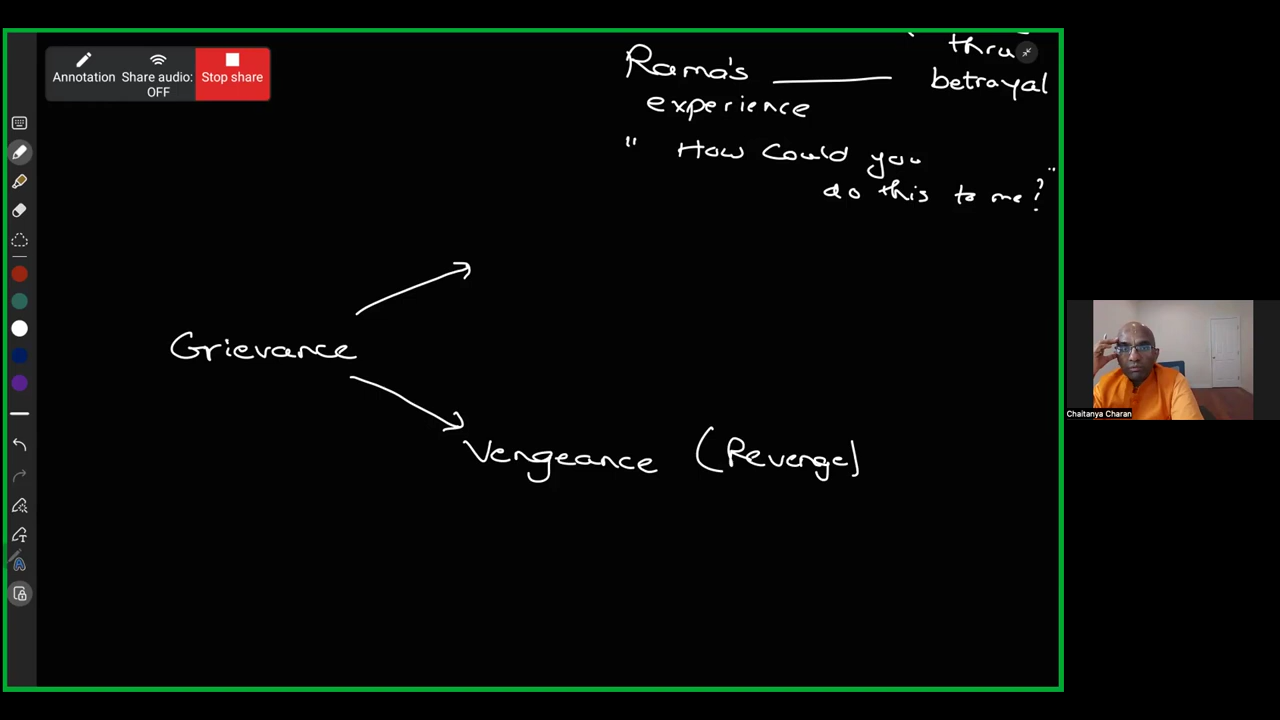 Annotation
Share audio:
OFF
Stop share
thru
Rama's betrayal
experience
" How could you
do this to me?"
Grievance
Vengeance (Revenge)
Chaitanya Charan